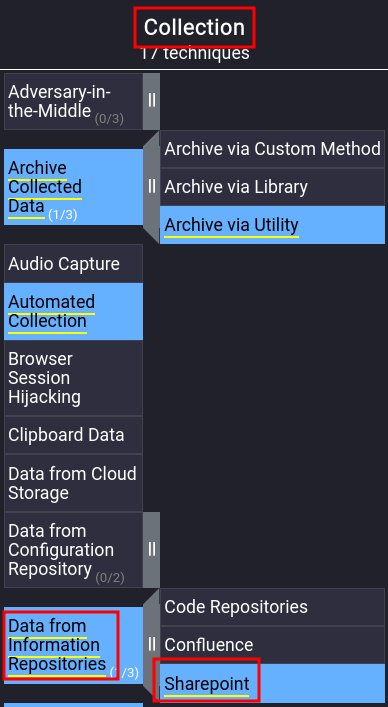 Collection
17 techniques
Adversary-in-
the-Middle (0/3)
Archive
Collected
Data (1/3)
Archive via Custom Method
Archive via Library
Archive via Utility
Audio Capture
Automated
Collection
Browser
Session
Hijacking
Clipboard Data
Data from Cloud
Storage
Data from
Configuration
Repository (0/2)
Data from
Information
Repositories (1/3)
Code Repositories
Confluence
Sharepoint